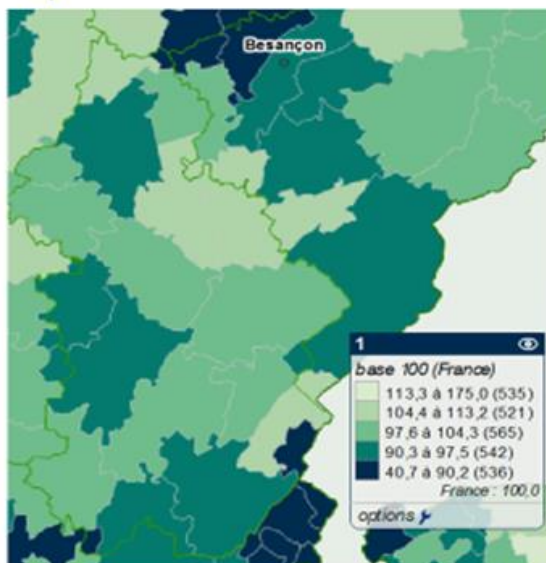 Besançon
1
base 100 (France)
113,3 à 175,0 (535)
104,4 à 113,2 (521)
97,6 à 104,3 (565)
90,3 à 97,5 (542)
40,7 à 90,2 (536)
France : 100,0
options